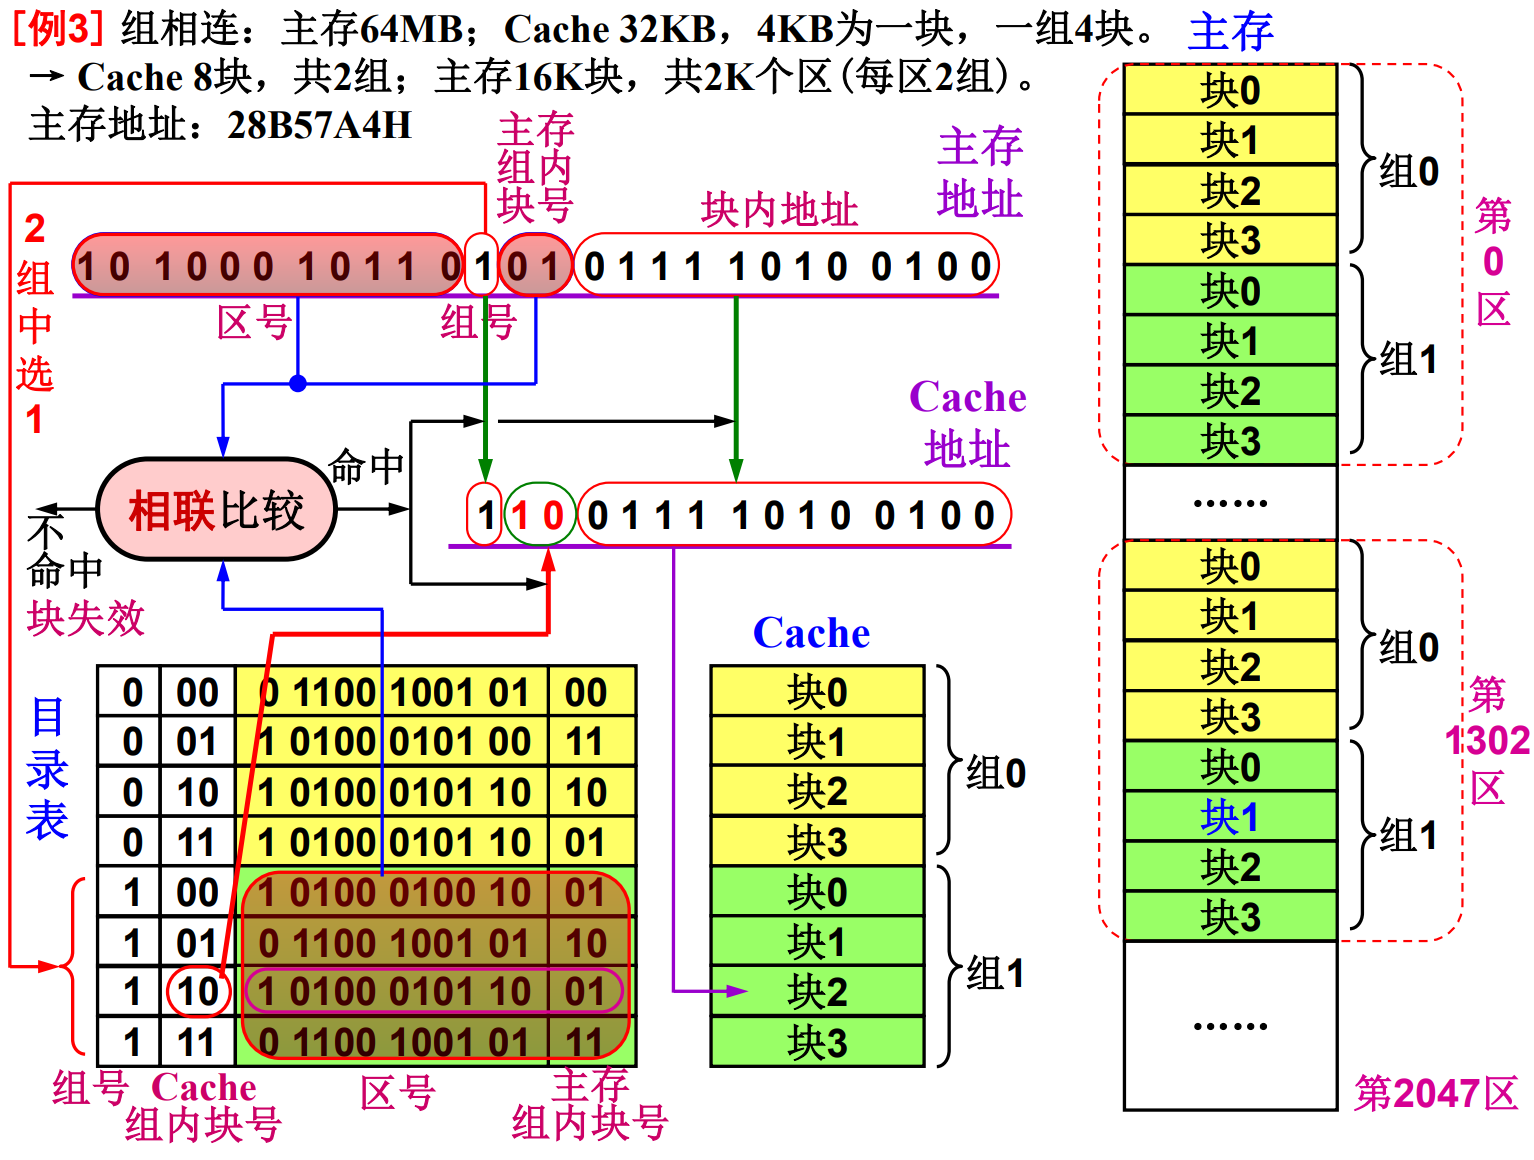 [例3] 组相连：主存64MB；Cache 32KB，4KB为一块，一组4块。
→ Cache 8块，共2组；主存16K块，共2K个区(每区2组)。
主存地址：28B57A4H
主存
组内
块号
块内地址
主存
地址
2
组
中
选
1
1 0 1 0 0 0 1 0 1 1 0 1 0 1 0 1 1 1 1 0 1 0 0 1 0 0
区号
组号
Cache
地址
命中
相联比较
不
命中
块失效
1 1 0 0 1 1 1 1 0 1 0 0 1 0 0
目
录
表
0 00 0 1100 1001 01 00
0 01 1 0100 0101 00 11
0 10 1 0100 0101 10 10
0 11 1 0100 0101 10 01
1 00 1 0100 0100 10 01
1 01 0 1100 1001 01 10
1 10 1 0100 0101 10 01
1 11 0 1100 1001 01 11
组号
Cache
组内块号
区号
主存
组内块号
Cache
块0
块1
块2
块3
组0
块0
块1
块2
块3
组1
主存
块0
块1
块2
块3
组0
块0
块1
块2
块3
组1
第
0
区
……
块0
块1
块2
块3
组0
块0
块1
块2
块3
组1
第
1302
区
……
第2047区